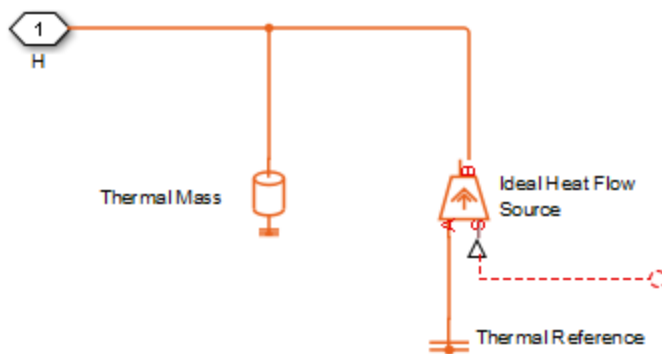 1
H
B
Ideal Heat Flow
Source
Thermal Mass
A
S
Thermal Reference